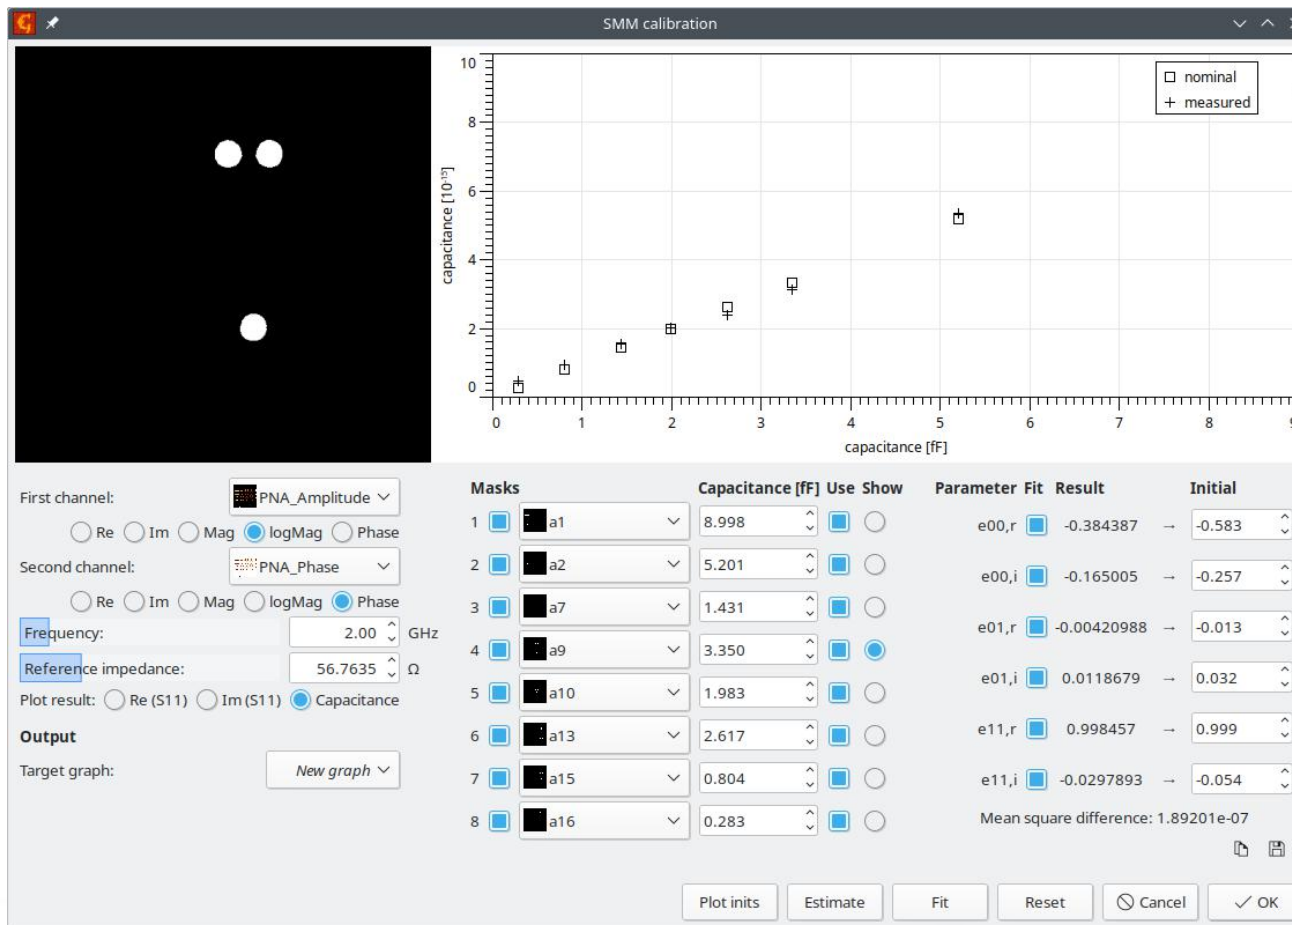 SMM calibration
10
8
6
4
2
0
capacitance [10⁻¹⁵]
nominal
measured
0 1 2 3 4 5 6 7 8 9
capacitance [fF]
First channel: PNA_Amplitude
Re Im Mag logMag Phase
Second channel: PNA_Phase
Re Im Mag logMag Phase
Frequency: 2.00 GHz
Reference impedance: 56.7635 Ω
Plot result: Re (S11) Im (S11) Capacitance
Output
Target graph: New graph
Masks Capacitance [fF] Use Show
1 a1 8.998
2 a2 5.201
3 a7 1.431
4 a9 3.350
5 a10 1.983
6 a13 2.617
7 a15 0.804
8 a16 0.283
Parameter Fit Result Initial
e00,r -0.384387 → -0.583
e00,i -0.165005 → -0.257
e01,r -0.00420988 → -0.013
e01,i 0.0118679 → 0.032
e11,r 0.998457 → 0.999
e11,i -0.0297893 → -0.054
Mean square difference: 1.89201e-07
Plot inits Estimate Fit Reset Cancel OK